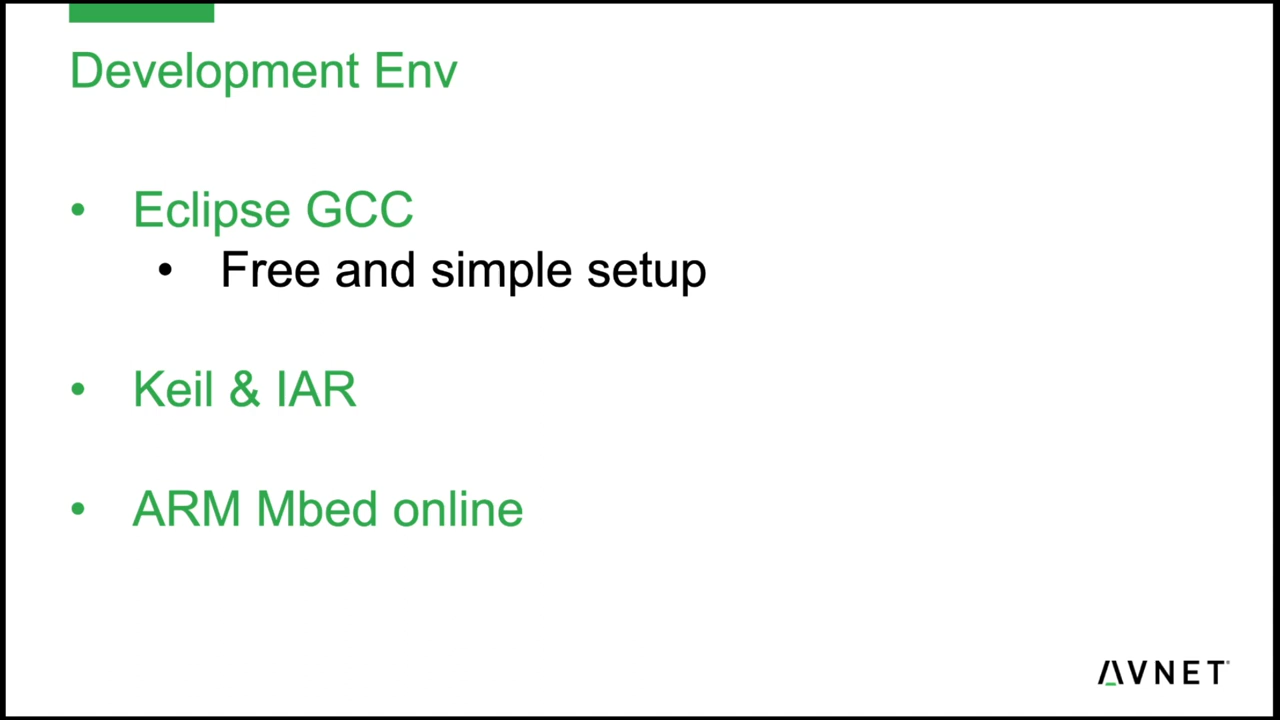 Development Env
• Eclipse GCC
• Free and simple setup
• Keil & IAR
• ARM Mbed online
AVNET